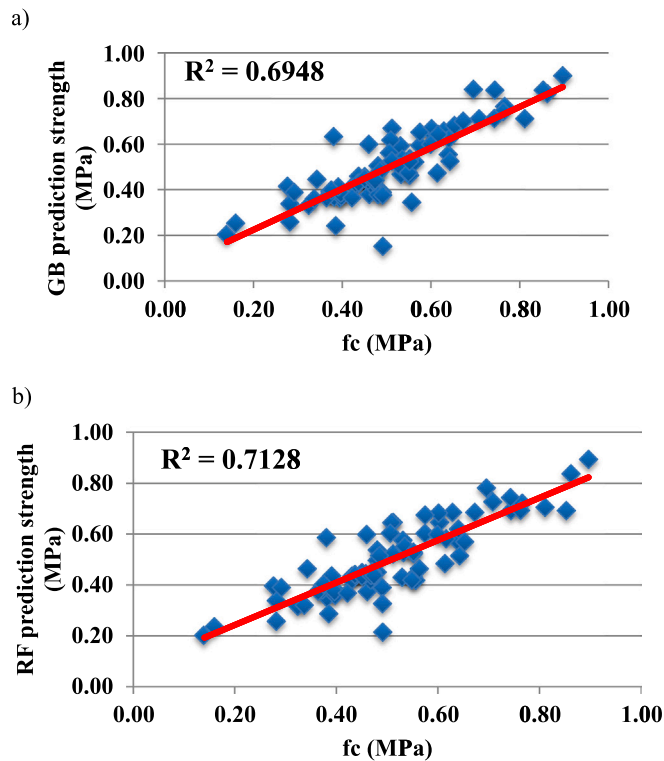 a)
GB prediction strength
(MPa)
1.00
0.80
0.60
0.40
0.20
0.00
R² = 0.6948
0.00 0.20 0.40 0.60 0.80 1.00
fc (MPa)
b)
RF prediction strength
(MPa)
1.00
0.80
0.60
0.40
0.20
0.00
R² = 0.7128
0.00 0.20 0.40 0.60 0.80 1.00
fc (MPa)